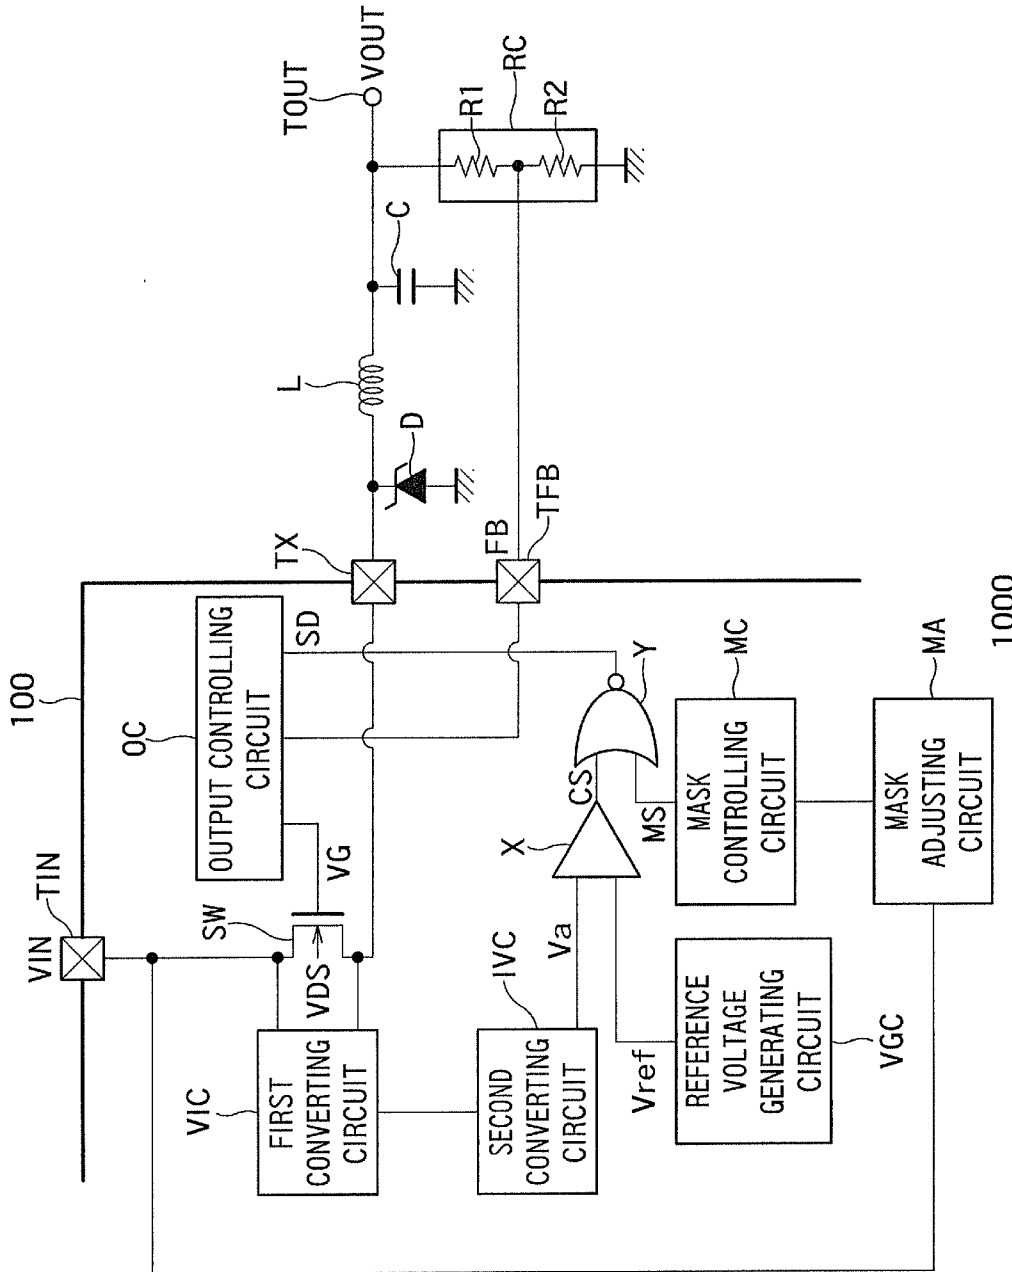 100
VIN
TIN
OC
OUTPUT CONTROLLING
CIRCUIT
SW
VG
VDS
SD
TX
TOUT
VOUT
L
C
D
RC
R1
R2
FB
TFB
VIC
FIRST
CONVERTING
CIRCUIT
IVC
SECOND
CONVERTING
CIRCUIT
Va
Vref
X
CS
MS
Y
REFERENCE
VOLTAGE
GENERATING
CIRCUIT
VGC
MASK
CONTROLLING
CIRCUIT
MC
MASK
ADJUSTING
CIRCUIT
MA
1000